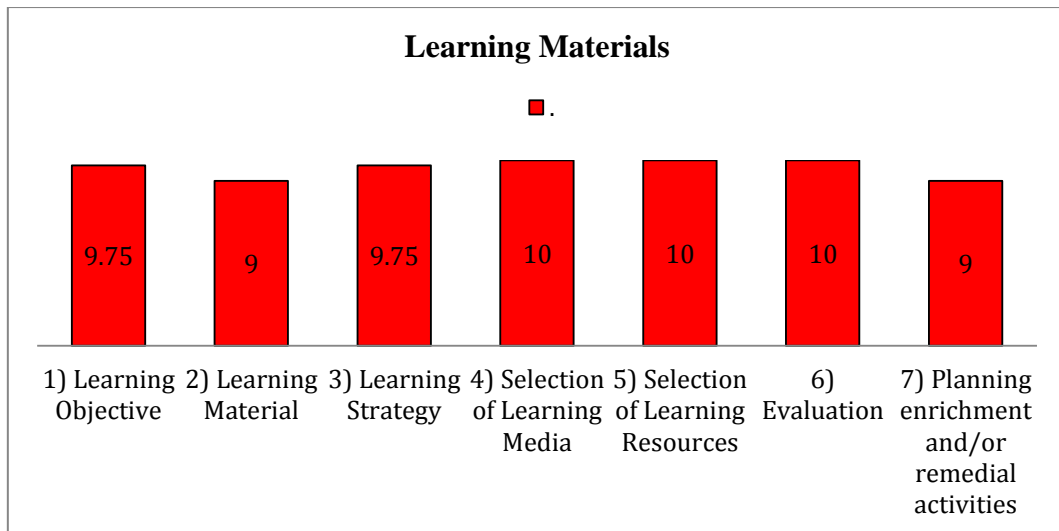 Learning Materials
.
9.75
9
9.75
10
10
10
9
1) Learning
Objective
2) Learning
Material
3) Learning
Strategy
4) Selection
of Learning
Media
5) Selection
of Learning
Resources
6)
Evaluation
7) Planning
enrichment
and/or
remedial
activities